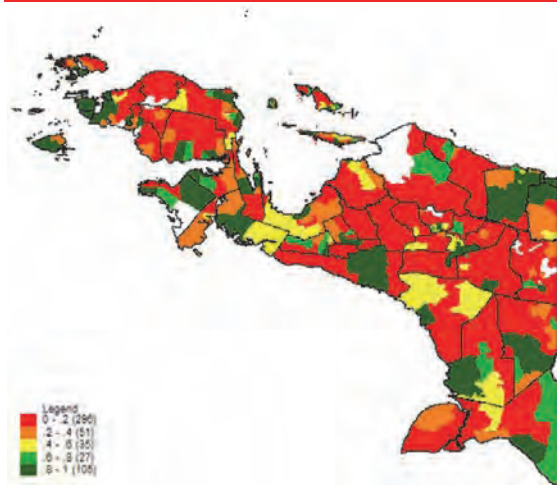 Legend
0 - .2 (296)
.2 - .4 (51)
.4 - .6 (35)
.6 - .8 (27)
.8 - 1 (105)